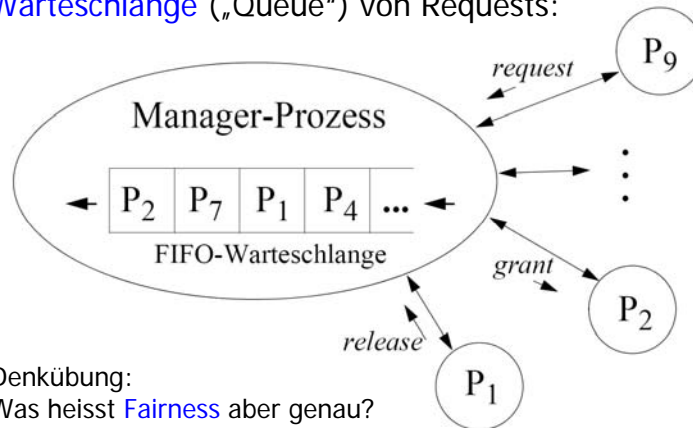 Warteschlange („Queue“) von Requests:
request
P9
Manager-Prozess
P2 P7 P1 P4 ...
FIFO-Warteschlange
grant
P2
release
P1
Denkübung:
Was heisst Fairness aber genau?